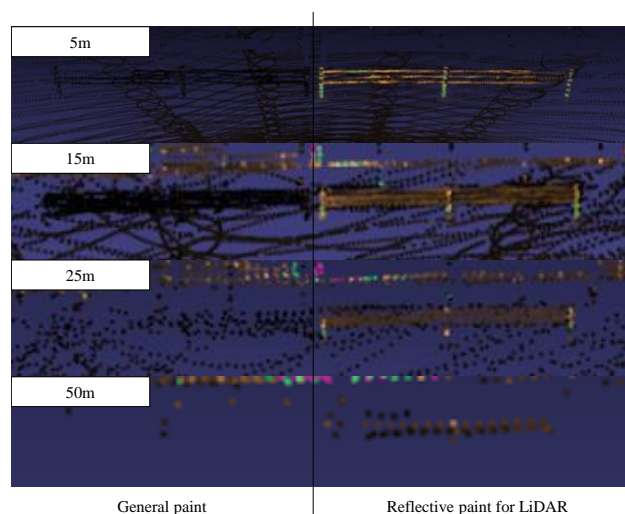 5m
15m
25m
50m
General paint
Reflective paint for LiDAR